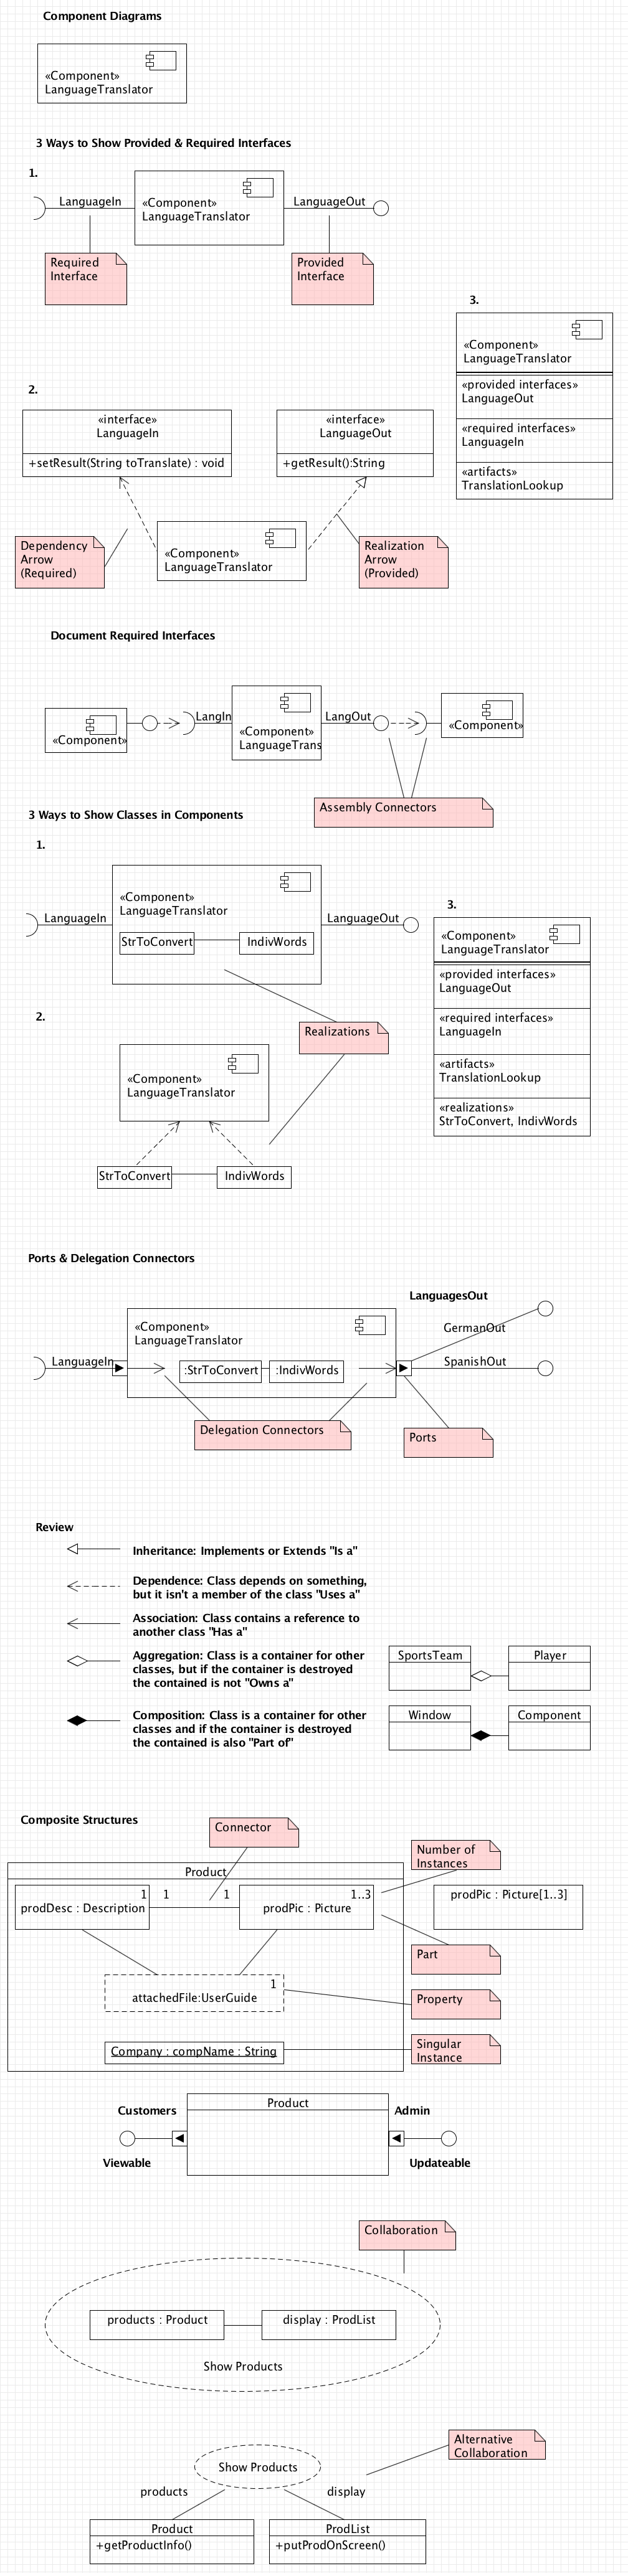 Component Diagrams
«Component»
LanguageTranslator
3 Ways to Show Provided & Required Interfaces
1.
LanguageIn
«Component»
LanguageTranslator
LanguageOut
Required
Interface
Provided
Interface
3.
«Component»
LanguageTranslator
«provided interfaces»
LanguageOut
«required interfaces»
LanguageIn
«artifacts»
TranslationLookup
2.
«interface»
LanguageIn
+setResult(String toTranslate) : void
«interface»
LanguageOut
+getResult():String
Dependency
Arrow
(Required)
«Component»
LanguageTranslator
Realization
Arrow
(Provided)
Document Required Interfaces
«Component»
LangIn
«Component»
LanguageTrans
LangOut
«Component»
Assembly Connectors
3 Ways to Show Classes in Components
1.
LanguageIn
«Component»
LanguageTranslator
StrToConvert
IndivWords
LanguageOut
3.
«Component»
LanguageTranslator
«provided interfaces»
LanguageOut
«required interfaces»
LanguageIn
«artifacts»
TranslationLookup
«realizations»
StrToConvert, IndivWords
2.
Realizations
«Component»
LanguageTranslator
StrToConvert
IndivWords
Ports & Delegation Connectors
LanguagesOut
«Component»
LanguageTranslator
GermanOut
LanguageIn
:StrToConvert
:IndivWords
SpanishOut
Delegation Connectors
Ports
Review
Inheritance: Implements or Extends "Is a"
Dependence: Class depends on something,
but it isn't a member of the class "Uses a"
Association: Class contains a reference to
another class "Has a"
Aggregation: Class is a container for other
classes, but if the container is destroyed
the contained is not "Owns a"
SportsTeam
Player
Composition: Class is a container for other
classes and if the container is destroyed
the contained is also "Part of"
Window
Component
Composite Structures
Connector
Number of
Instances
Product
1
prodDesc : Description
1
1
1..3
prodPic : Picture
prodPic : Picture[1..3]
Part
1
attachedFile:UserGuide
Property
Company : compName : String
Singular
Instance
Product
Customers
Admin
Viewable
Updateable
Collaboration
products : Product
display : ProdList
Show Products
Alternative
Collaboration
Show Products
products
display
Product
+getProductInfo()
ProdList
+putProdOnScreen()